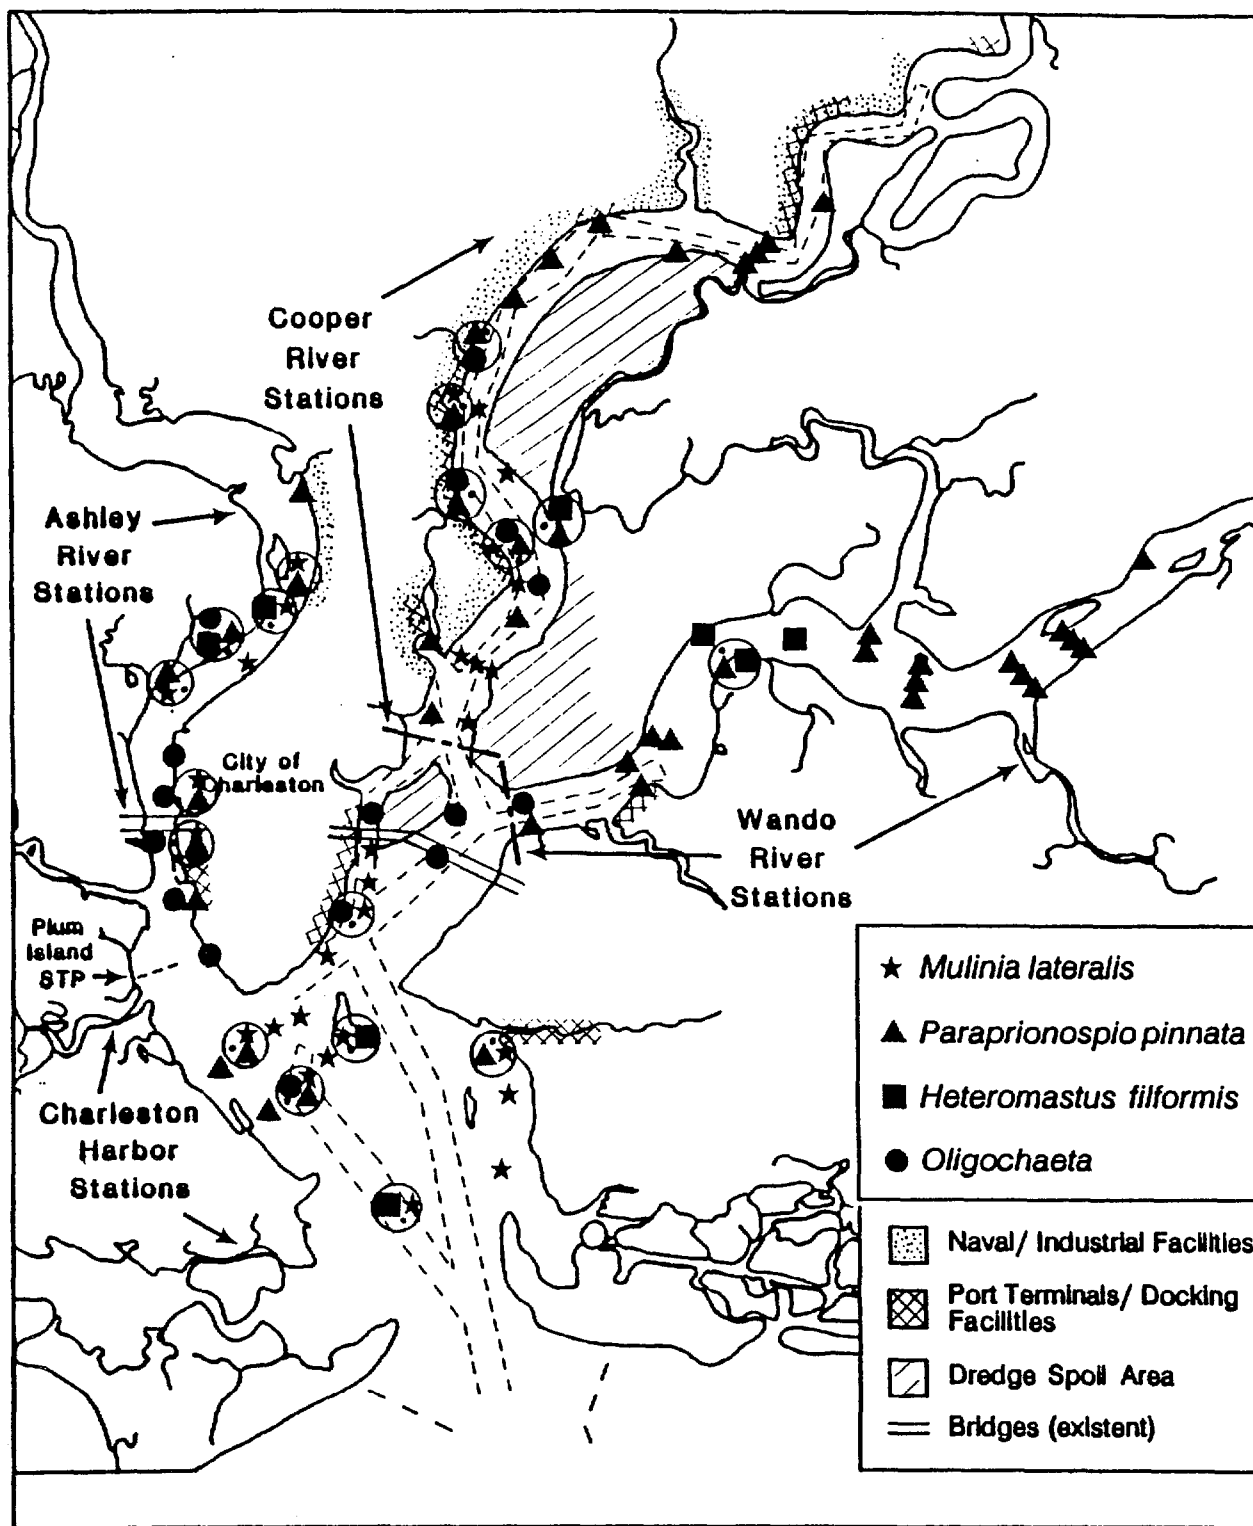 Cooper
River
Stations
Ashley
River
Stations
City of
Charleston
Wando
River
Stations
Plum
Island
STP
Charleston
Harbor
Stations
Mulinia lateralis
Paraprionospio pinnata
Heteromastus filformis
Oligochaeta
Naval/ Industrial Facilities
Port Terminals/ Docking
Facilities
Dredge Spoil Area
Bridges (existent)